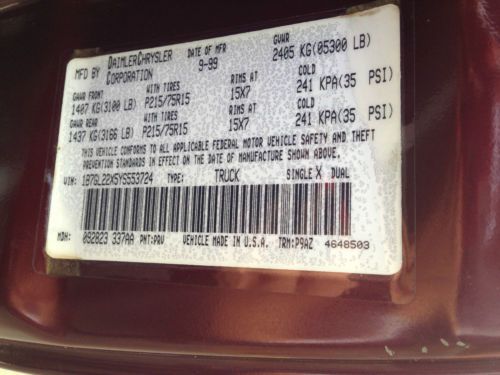 MFD BY DAIMLERCHRYSLER CORPORATION DATE OF MFR 9-99 GVWR 2405 KG(05300 LB)
GAWR FRONT WITH TIRES RIMS AT COLD
1407 KG(3100 LB) P215/75R15 15X7 241 KPA(35 PSI)
GAWR REAR WITH TIRES RIMS AT COLD
1437 KG(3166 LB) P215/75R15 15X7 241 KPA(35 PSI)
THIS VEHICLE CONFORMS TO ALL APPLICABLE FEDERAL MOTOR VEHICLE SAFETY AND THEFT
PREVENTION STANDARDS IN EFFECT ON THE DATE OF MANUFACTURE SHOWN ABOVE.
VIN: 1B7GL22X5YS553724 TYPE: TRUCK SINGLE X DUAL
MDH: 092823 337AA PNT:PRV VEHICLE MADE IN U.S.A. TRM:P9AZ 4648503